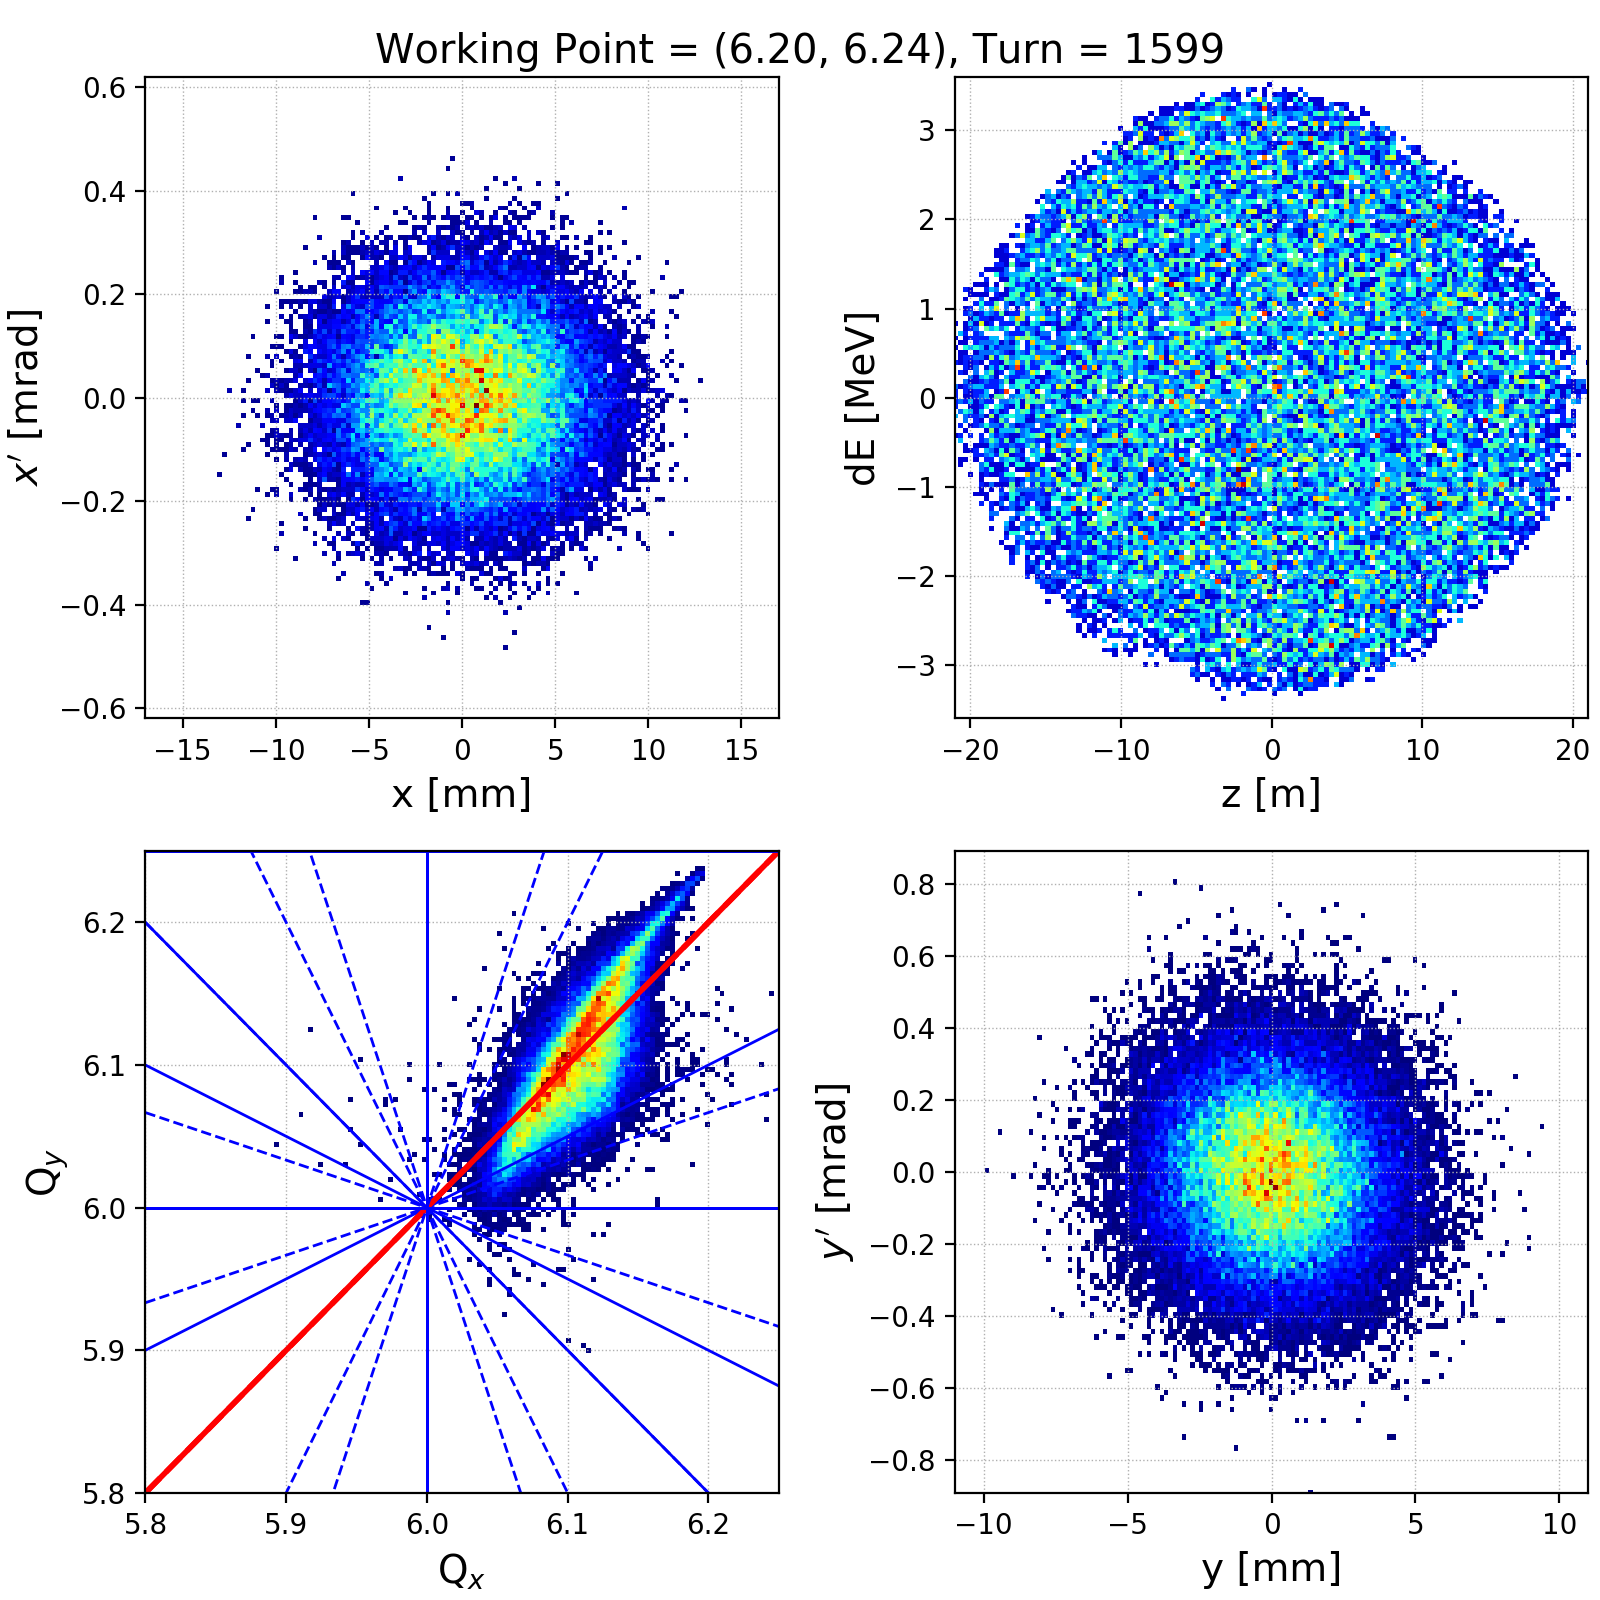 Working Point = (6.20, 6.24), Turn = 1599
0.6
0.4
0.2
0.0
−0.2
−0.4
−0.6
x′ [mrad]
−15 −10 −5 0 5 10 15
x [mm]
3
2
1
0
−1
−2
−3
dE [MeV]
−20 −10 0 10 20
z [m]
6.2
6.1
6.0
5.9
5.8
Qy
5.8 5.9 6.0 6.1 6.2
Qx
0.8
0.6
0.4
0.2
0.0
−0.2
−0.4
−0.6
−0.8
y′ [mrad]
−10 −5 0 5 10
y [mm]